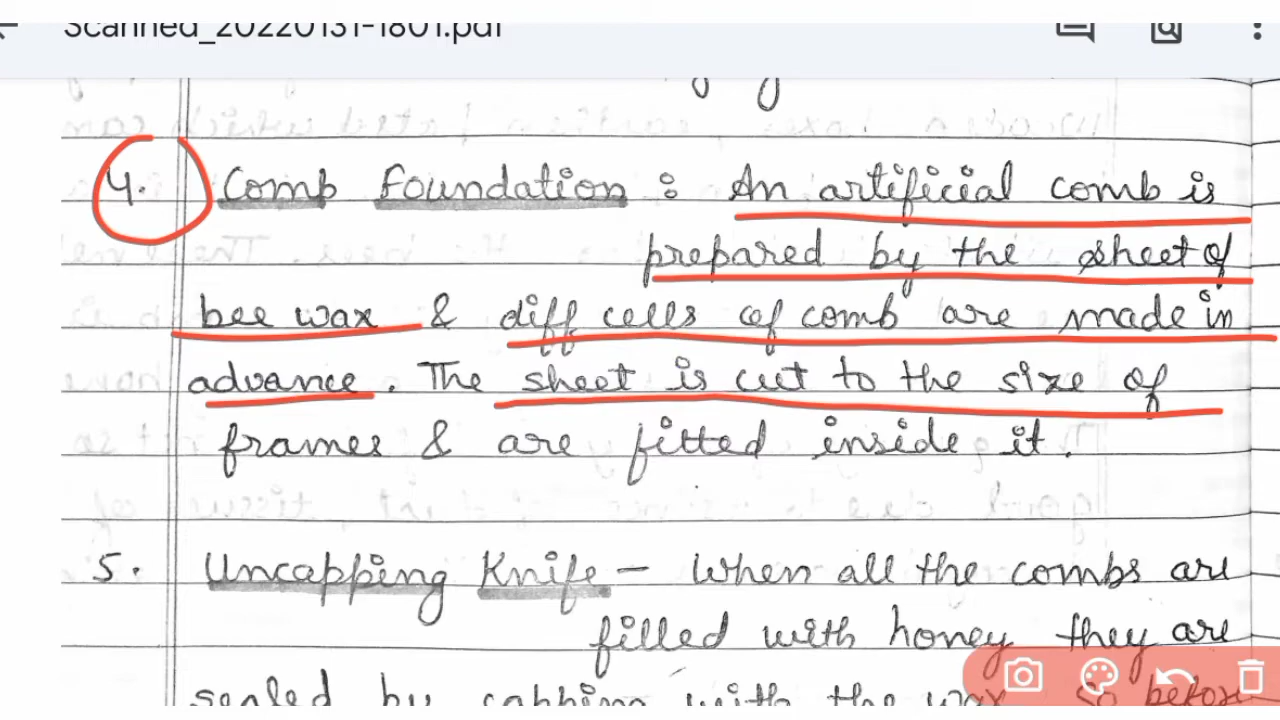 Scanned_20220131-1801.pdf
4. Comb Foundation : An artificial comb is
prepared by the sheet of
bee wax & diff cells of comb are made in
advance. The sheet is cut to the size of
frames & are fitted inside it.
5. Uncapping Knife - When all the combs are
filled with honey they are
sealed by capping with the wax so before